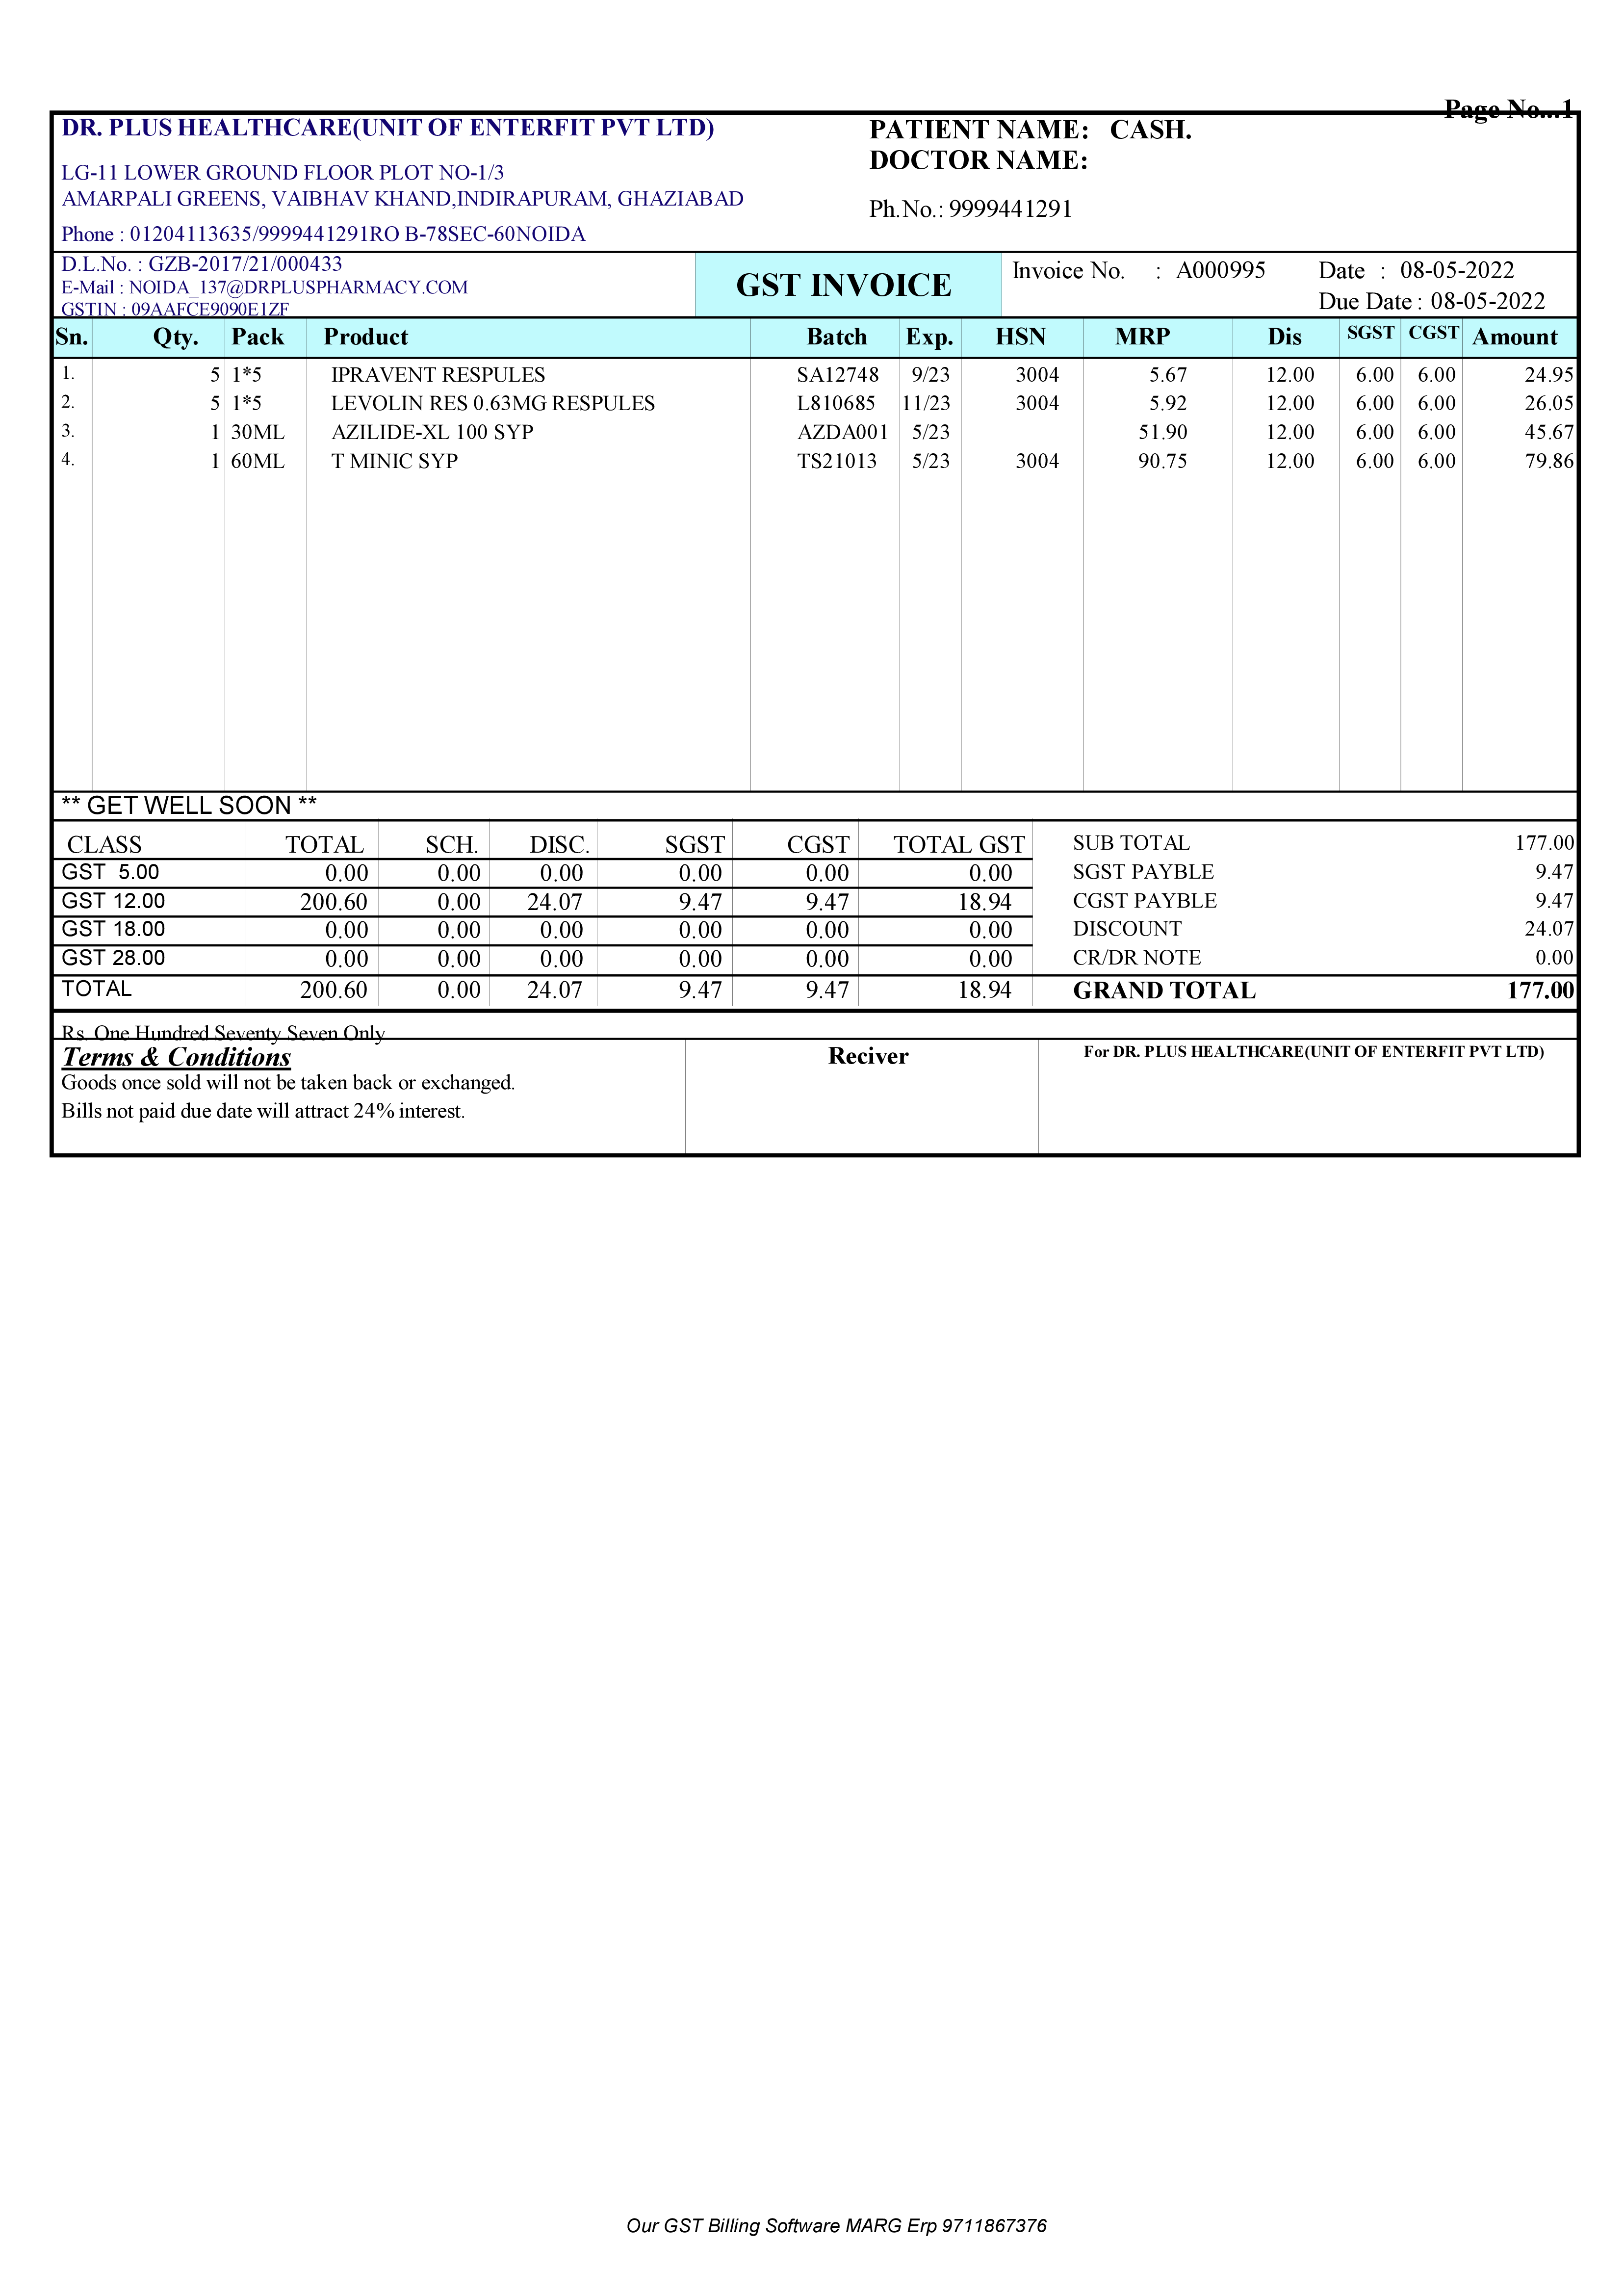 Page No...1
DR. PLUS HEALTHCARE(UNIT OF ENTERFIT PVT LTD)
LG-11 LOWER GROUND FLOOR PLOT NO-1/3
AMARPALI GREENS, VAIBHAV KHAND,INDIRAPURAM, GHAZIABAD
Phone : 01204113635/9999441291RO B-78SEC-60NOIDA
PATIENT NAME: CASH.
DOCTOR NAME:
Ph.No.: 9999441291
D.L.No. : GZB-2017/21/000433
E-Mail : NOIDA_137@DRPLUSPHARMACY.COM
GSTIN : 09AAFCE9090E1ZF
GST INVOICE
Invoice No. : A000995 Date : 08-05-2022
Due Date : 08-05-2022
Sn. Qty. Pack Product Batch Exp. HSN MRP Dis SGST CGST Amount
1. 5 1*5 IPRAVENT RESPULES SA12748 9/23 3004 5.67 12.00 6.00 6.00 24.95
2. 5 1*5 LEVOLIN RES 0.63MG RESPULES L810685 11/23 3004 5.92 12.00 6.00 6.00 26.05
3. 1 30ML AZILIDE-XL 100 SYP AZDA001 5/23 51.90 12.00 6.00 6.00 45.67
4. 1 60ML T MINIC SYP TS21013 5/23 3004 90.75 12.00 6.00 6.00 79.86
** GET WELL SOON **
CLASS TOTAL SCH. DISC. SGST CGST TOTAL GST SUB TOTAL 177.00
GST 5.00 0.00 0.00 0.00 0.00 0.00 0.00 SGST PAYBLE 9.47
GST 12.00 200.60 0.00 24.07 9.47 9.47 18.94 CGST PAYBLE 9.47
GST 18.00 0.00 0.00 0.00 0.00 0.00 0.00 DISCOUNT 24.07
GST 28.00 0.00 0.00 0.00 0.00 0.00 0.00 CR/DR NOTE 0.00
TOTAL 200.60 0.00 24.07 9.47 9.47 18.94 GRAND TOTAL 177.00
Rs. One Hundred Seventy Seven Only
Terms & Conditions
Goods once sold will not be taken back or exchanged.
Bills not paid due date will attract 24% interest.
Reciver
For DR. PLUS HEALTHCARE(UNIT OF ENTERFIT PVT LTD)
Our GST Billing Software MARG Erp 9711867376